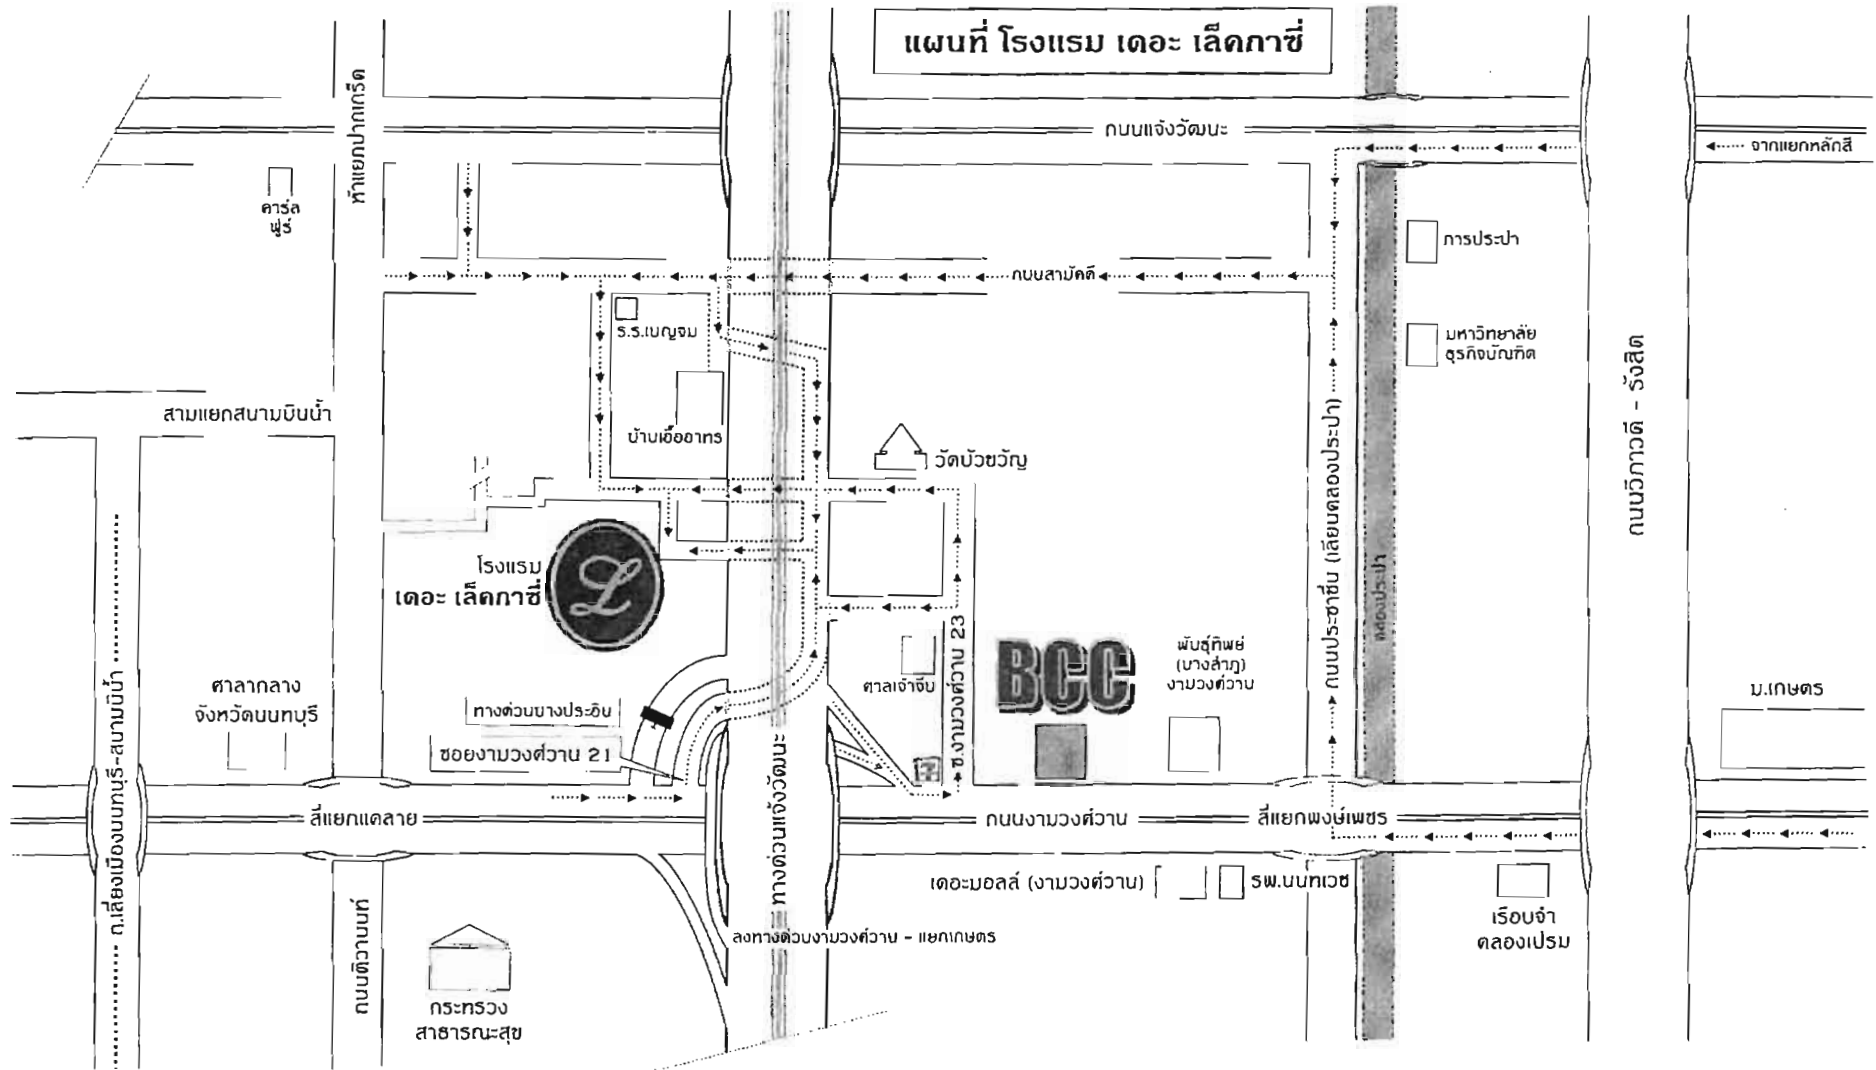 แผนที่ โรงแรม เดอะ เล็คกาซี่
ห้าแยกปากเกร็ด
ถนนแจ้งวัฒนะ
จากแยกหลักสี่
คาร์ล
ฟูร์
การประปา
ถนนสามัคคี
ร.ร.เบญจม
มหาวิทยาลัย
ธุรกิจบัณฑิต
ถนนวิภาวดี - รังสิต
สามแยกสนามบินน้ำ
บ้านเอื้ออาทร
วัดบัวขวัญ
ถนนประชาชื่น (เลียบคลองประปา)
คลองประปา
โรงแรม
เดอะ เล็คกาซี่
L
ซ.งามวงศ์วาน 23
BCC
พันธุ์ทิพย์
(บางลำภู)
งามวงศ์วาน
ศาลเจ้าจีน
ศาลากลาง
จังหวัดนนทบุรี
ม.เกษตร
ทางด่วนบางปะอิน
ซอยงามวงศ์วาน 21
ถ.เลี่ยงเมืองนนทบุรี-สนามบินน้ำ
สี่แยกแคลาย
ถนนงามวงศ์วาน
สี่แยกพงษ์เพชร
ทางด่วนแจ้งวัฒนะ
เดอะมอลล์ (งามวงศ์วาน)
รพ.นนทเวช
เรือนจำ
คลองเปรม
ถนนติวานนท์
ลงทางด่วนงามวงศ์วาน - แยกเกษตร
กระทรวง
สาธารณะสุข